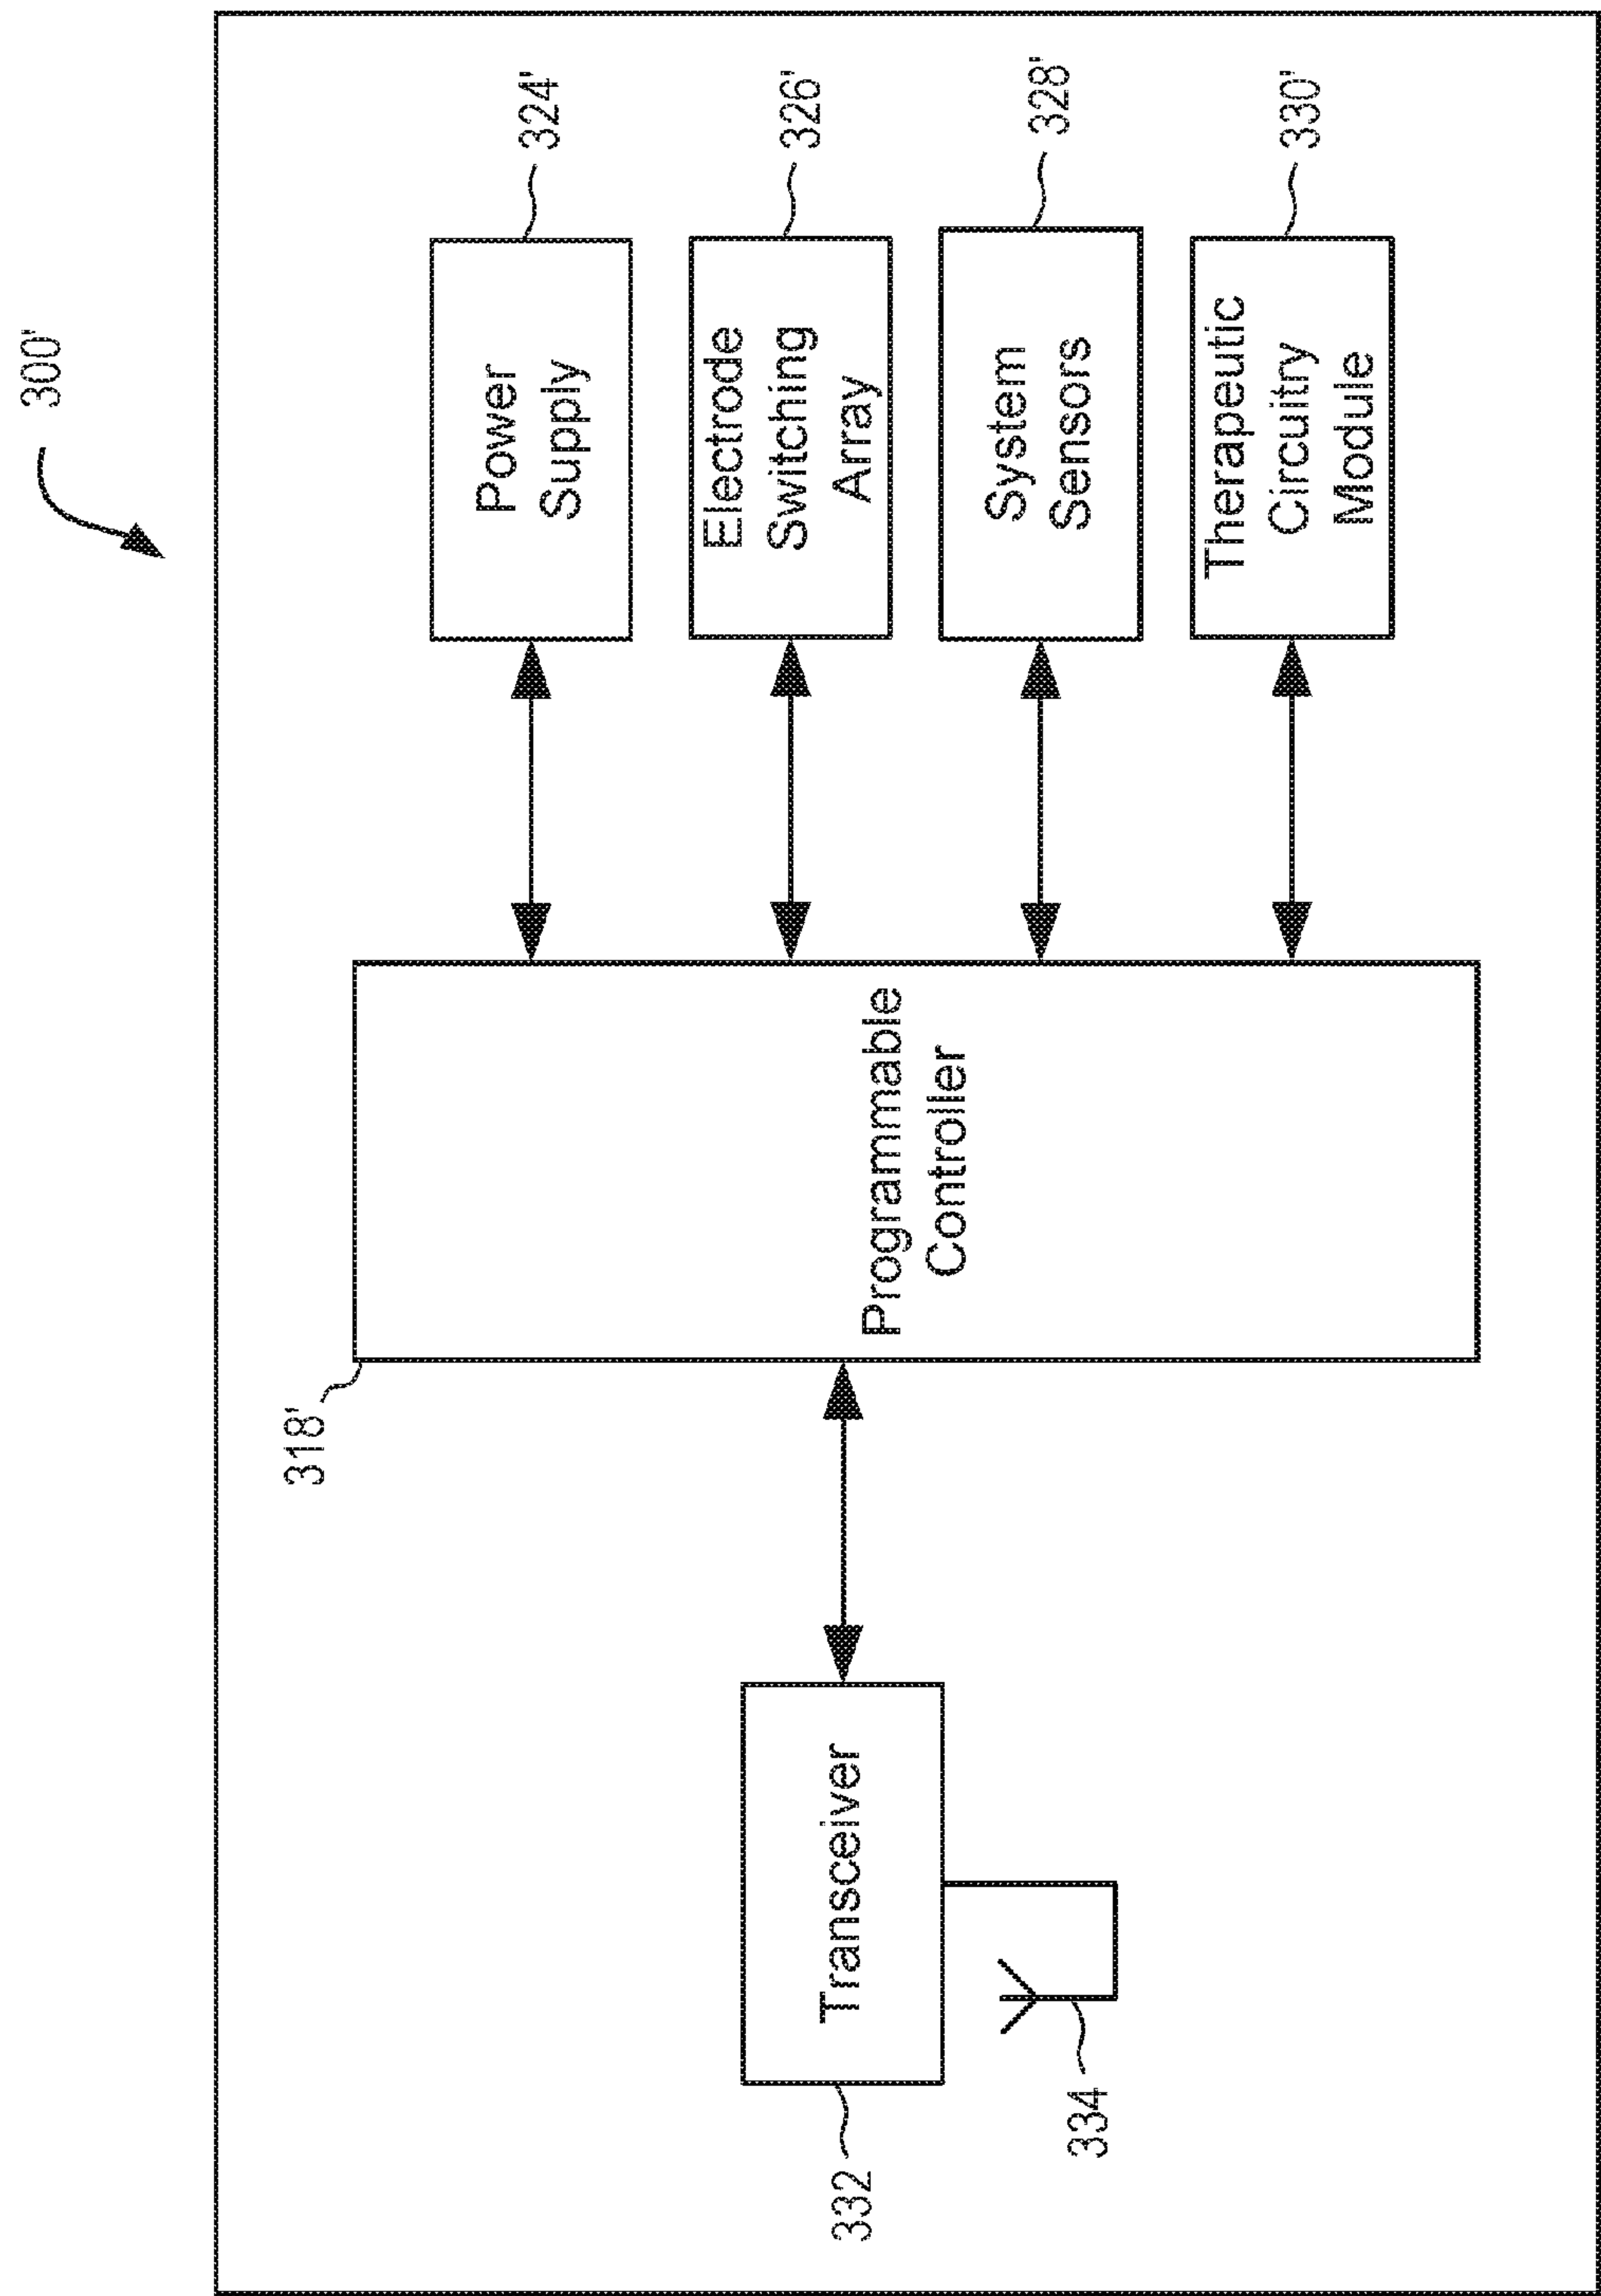 300'
318'
Power
Supply
324'
Electrode
Switching
Array
326'
Programmable
Controller
System
Sensors
328'
Therapeutic
Circuitry
Module
330'
Transceiver
332
334